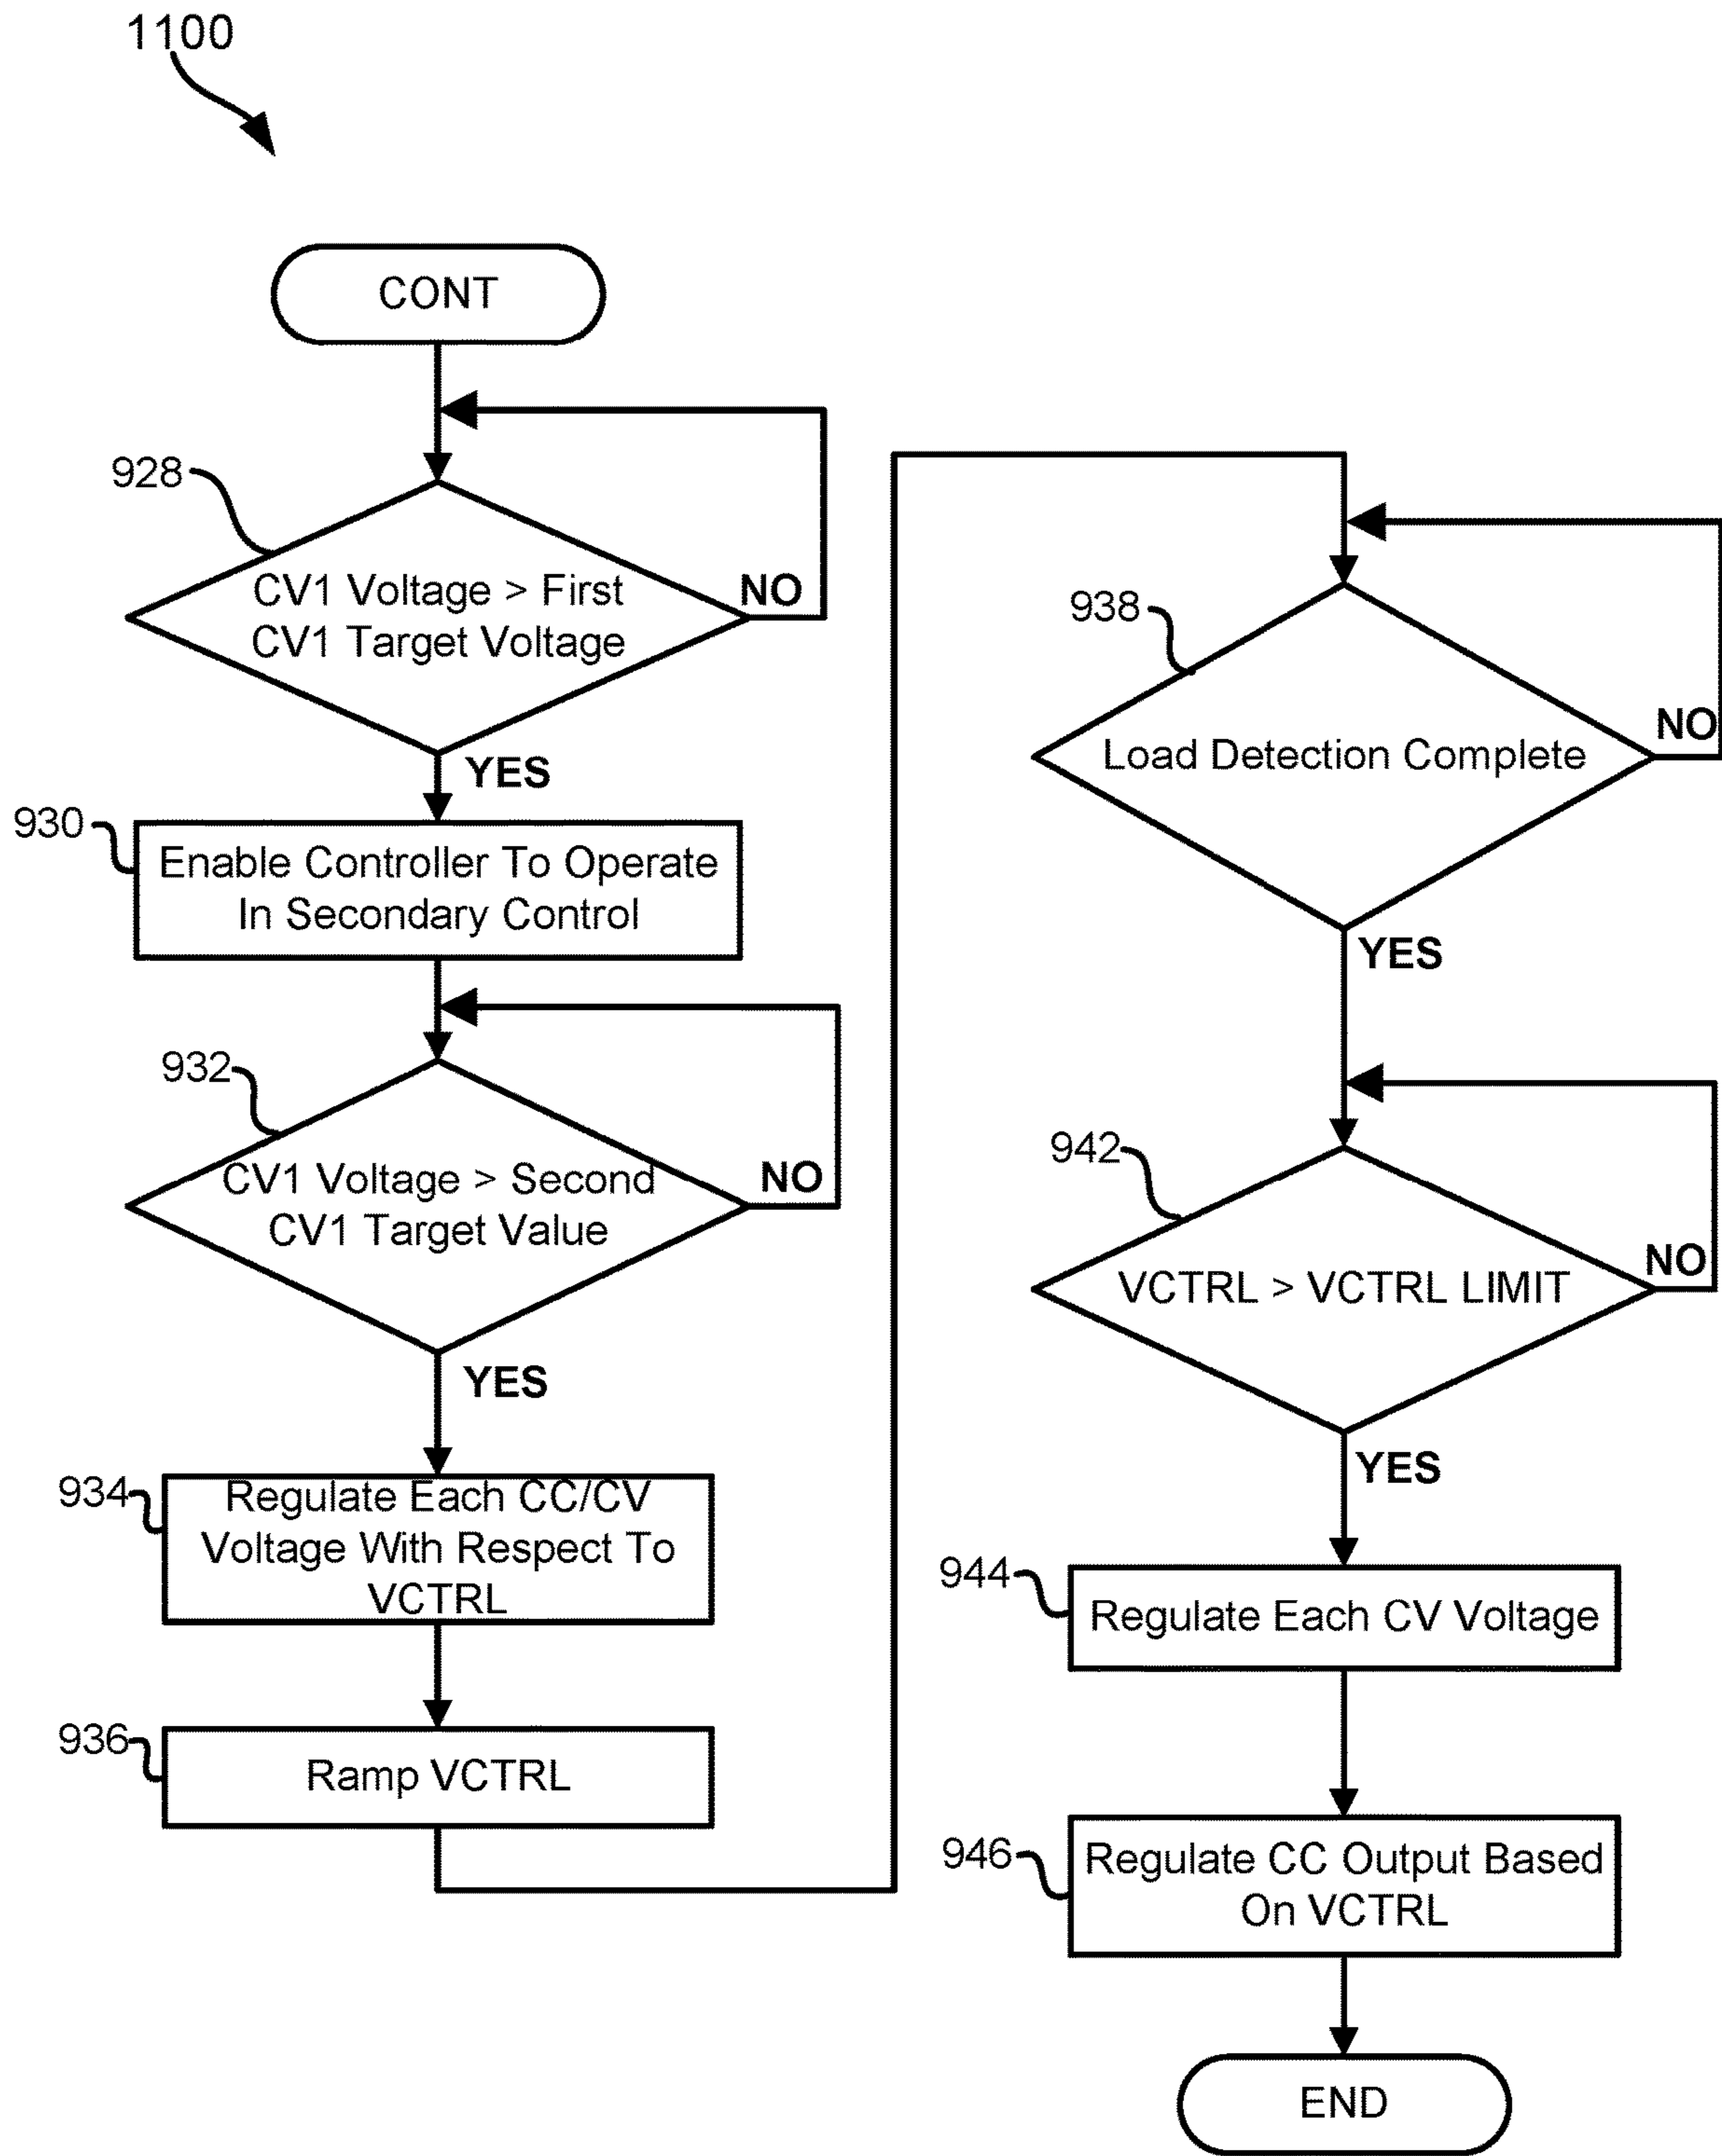 1100
CONT
928
CV1 Voltage > First
CV1 Target Voltage
NO
YES
930
Enable Controller To Operate
In Secondary Control
932
CV1 Voltage > Second
CV1 Target Value
NO
YES
934
Regulate Each CC/CV
Voltage With Respect To
VCTRL
936
Ramp VCTRL
938
Load Detection Complete
NO
YES
942
VCTRL > VCTRL LIMIT
NO
YES
944
Regulate Each CV Voltage
946
Regulate CC Output Based
On VCTRL
END